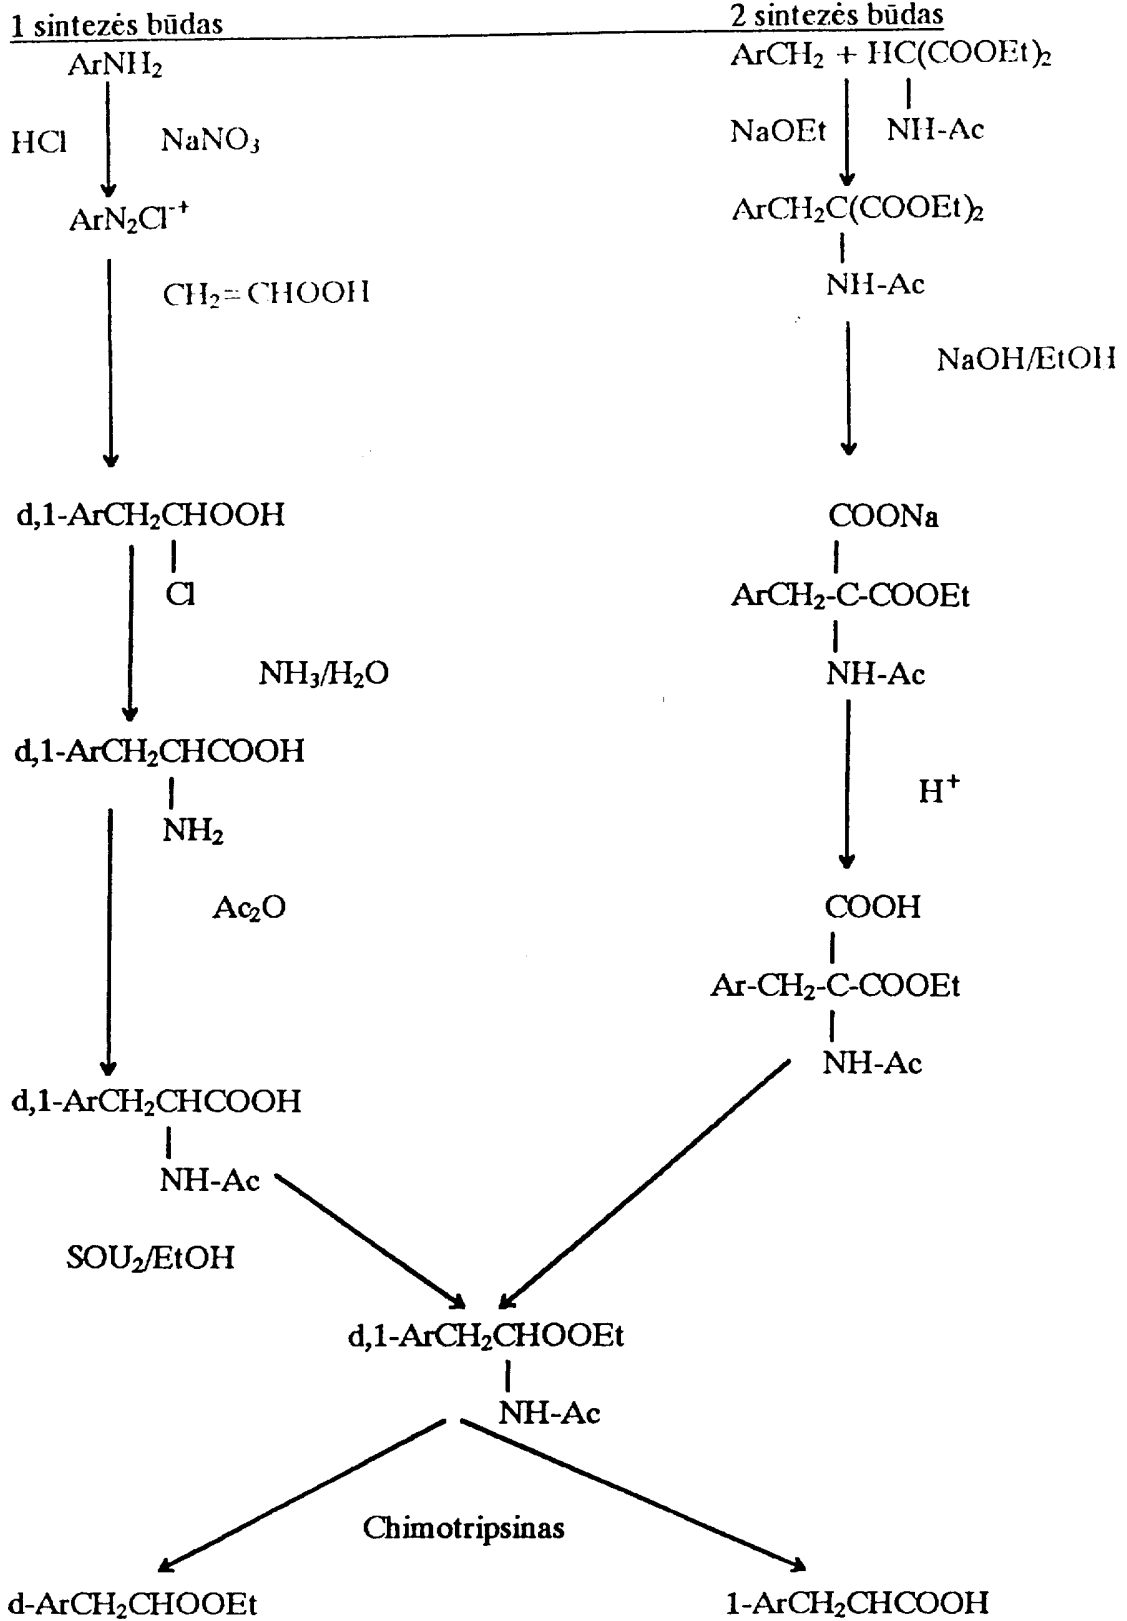 1 sintezės būdas
ArNH₂
HCl NaNO₃
ArN₂Cl⁻⁺
CH₂=CHOOH
d,1-ArCH₂CHOOH
Cl
NH₃/H₂O
d,1-ArCH₂CHCOOH
NH₂
Ac₂O
d,1-ArCH₂CHCOOH
NH-Ac
SOU₂/EtOH
2 sintezės būdas
ArCH₂ + HC(COOEt)₂
NaOEt NH-Ac
ArCH₂C(COOEt)₂
NH-Ac
NaOH/EtOH
COONa
ArCH₂-C-COOEt
NH-Ac
H⁺
COOH
Ar-CH₂-C-COOEt
NH-Ac
d,1-ArCH₂CHOOEt
NH-Ac
Chimotripsinas
d-ArCH₂CHOOEt
1-ArCH₂CHCOOH